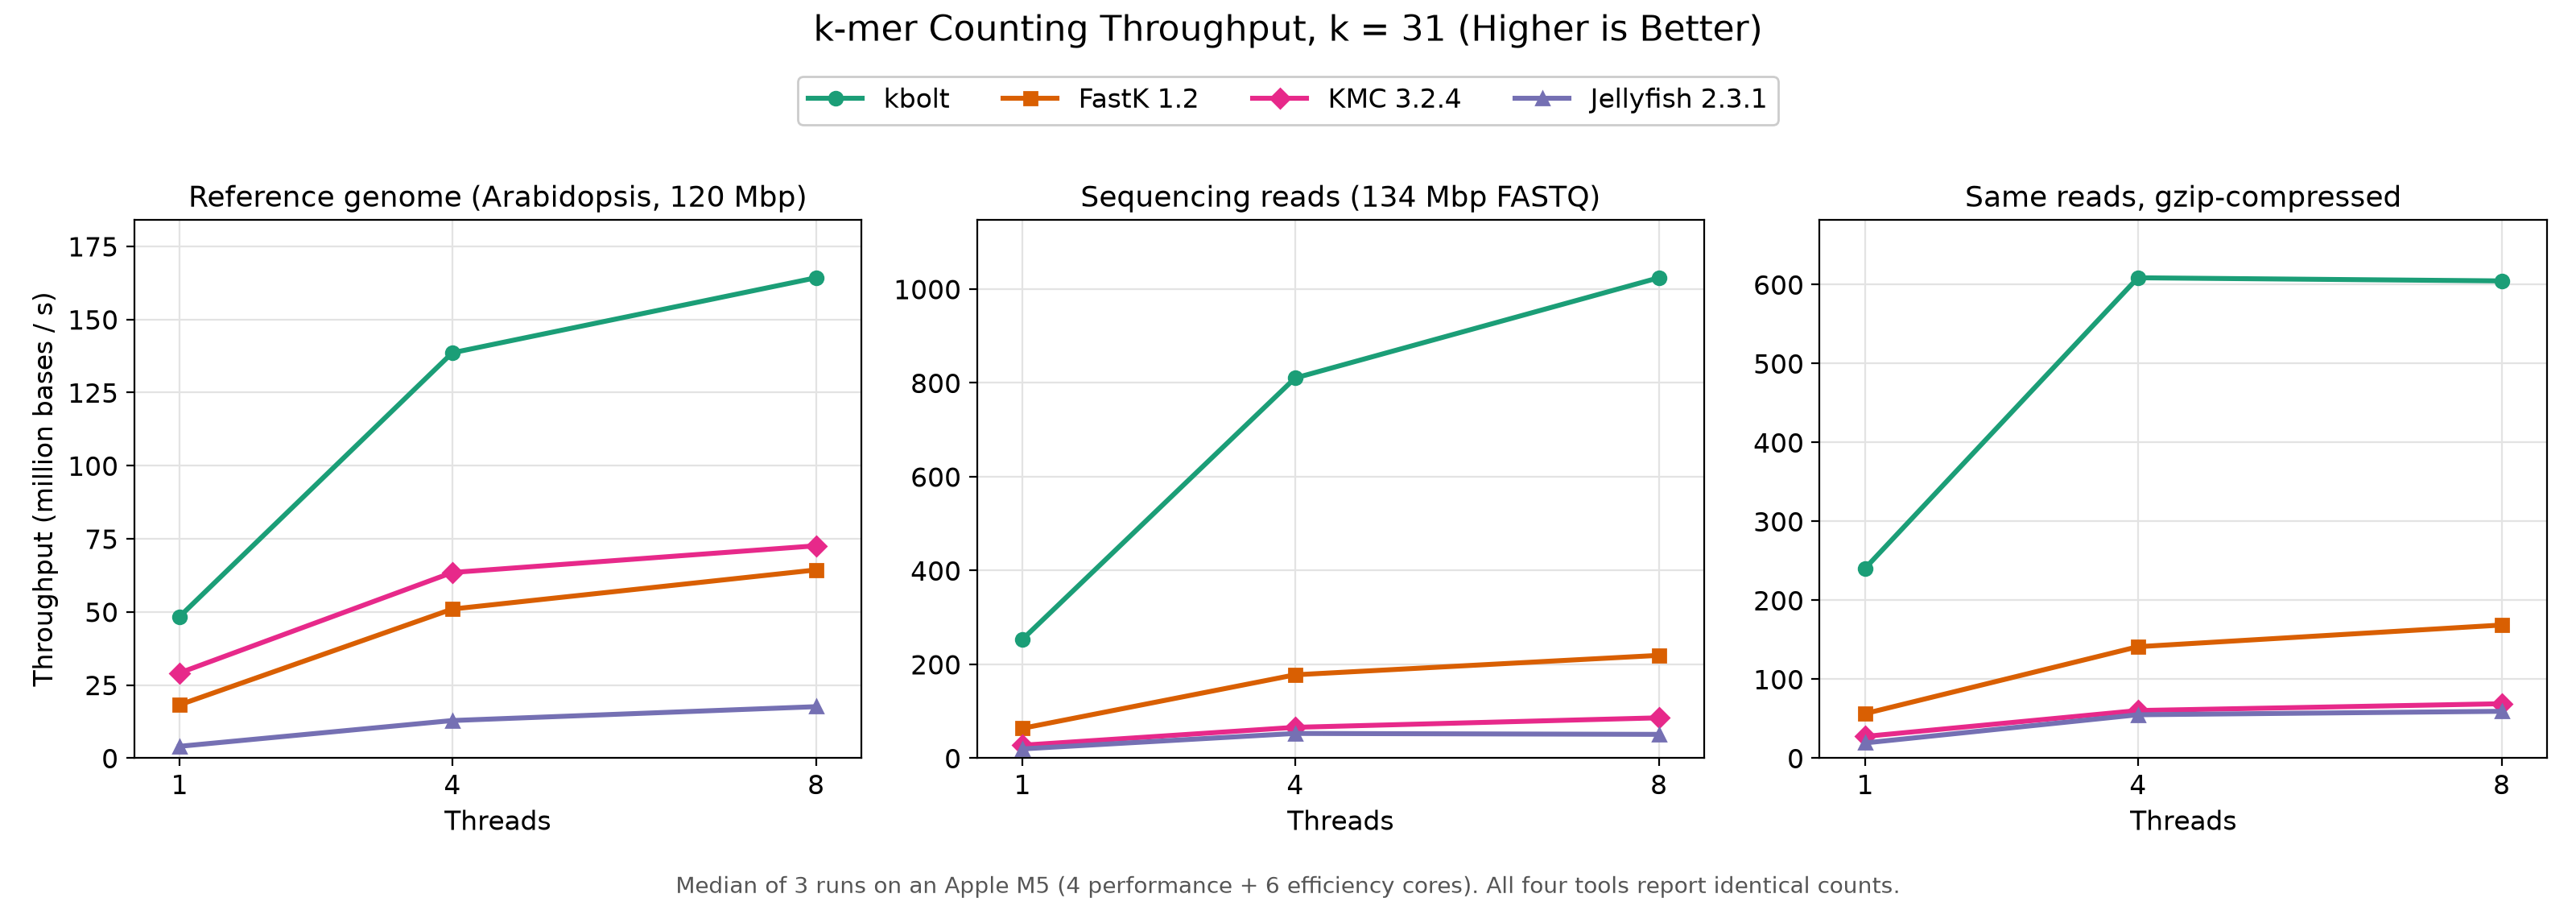 k-mer Counting Throughput, k = 31 (Higher is Better)
kbolt FastK 1.2 KMC 3.2.4 Jellyfish 2.3.1
Reference genome (Arabidopsis, 120 Mbp)
Throughput (million bases / s)
175
150
125
100
75
50
25
0
1 4 8
Threads
Sequencing reads (134 Mbp FASTQ)
1000
800
600
400
200
0
1 4 8
Threads
Same reads, gzip-compressed
600
500
400
300
200
100
0
1 4 8
Threads
Median of 3 runs on an Apple M5 (4 performance + 6 efficiency cores). All four tools report identical counts.